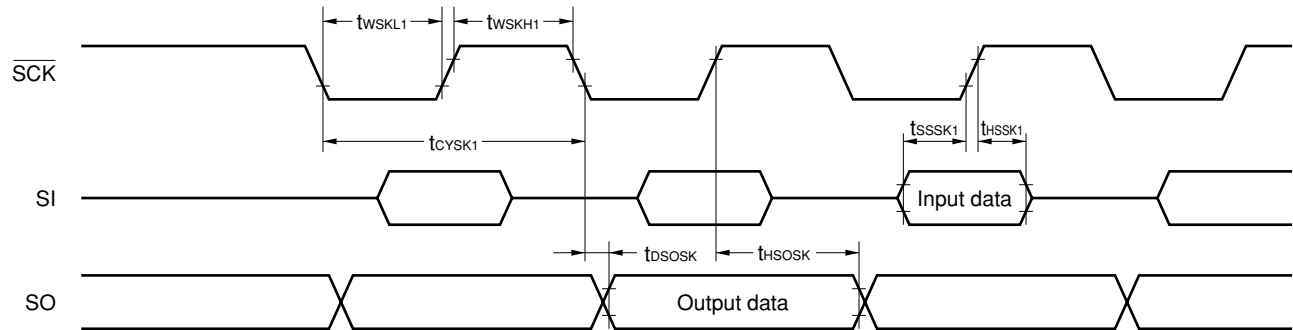 tWSKL1 tWSKH1
SCK
tCYSK1 tSSSK1 tHSSK1
SI Input data
tDSOSK tHSOSK
SO Output data